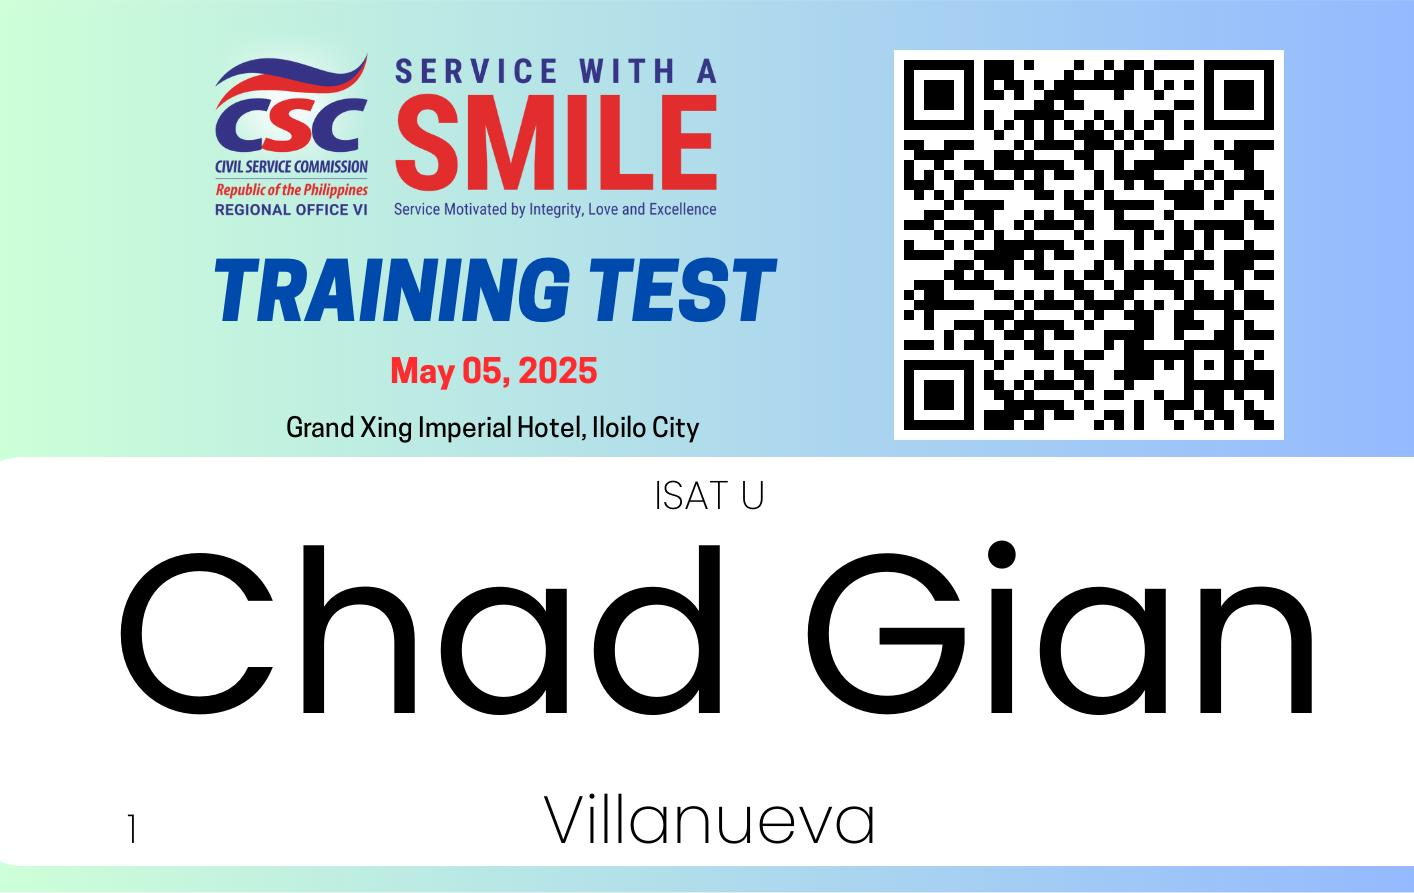 CSC
CIVIL SERVICE COMMISSION
Republic of the Philippines
REGIONAL OFFICE VI
SERVICE WITH A
SMILE
Service Motivated by Integrity, Love and Excellence
TRAINING TEST
May 05, 2025
Grand Xing Imperial Hotel, Iloilo City
ISAT U
Chad Gian
Villanueva
1